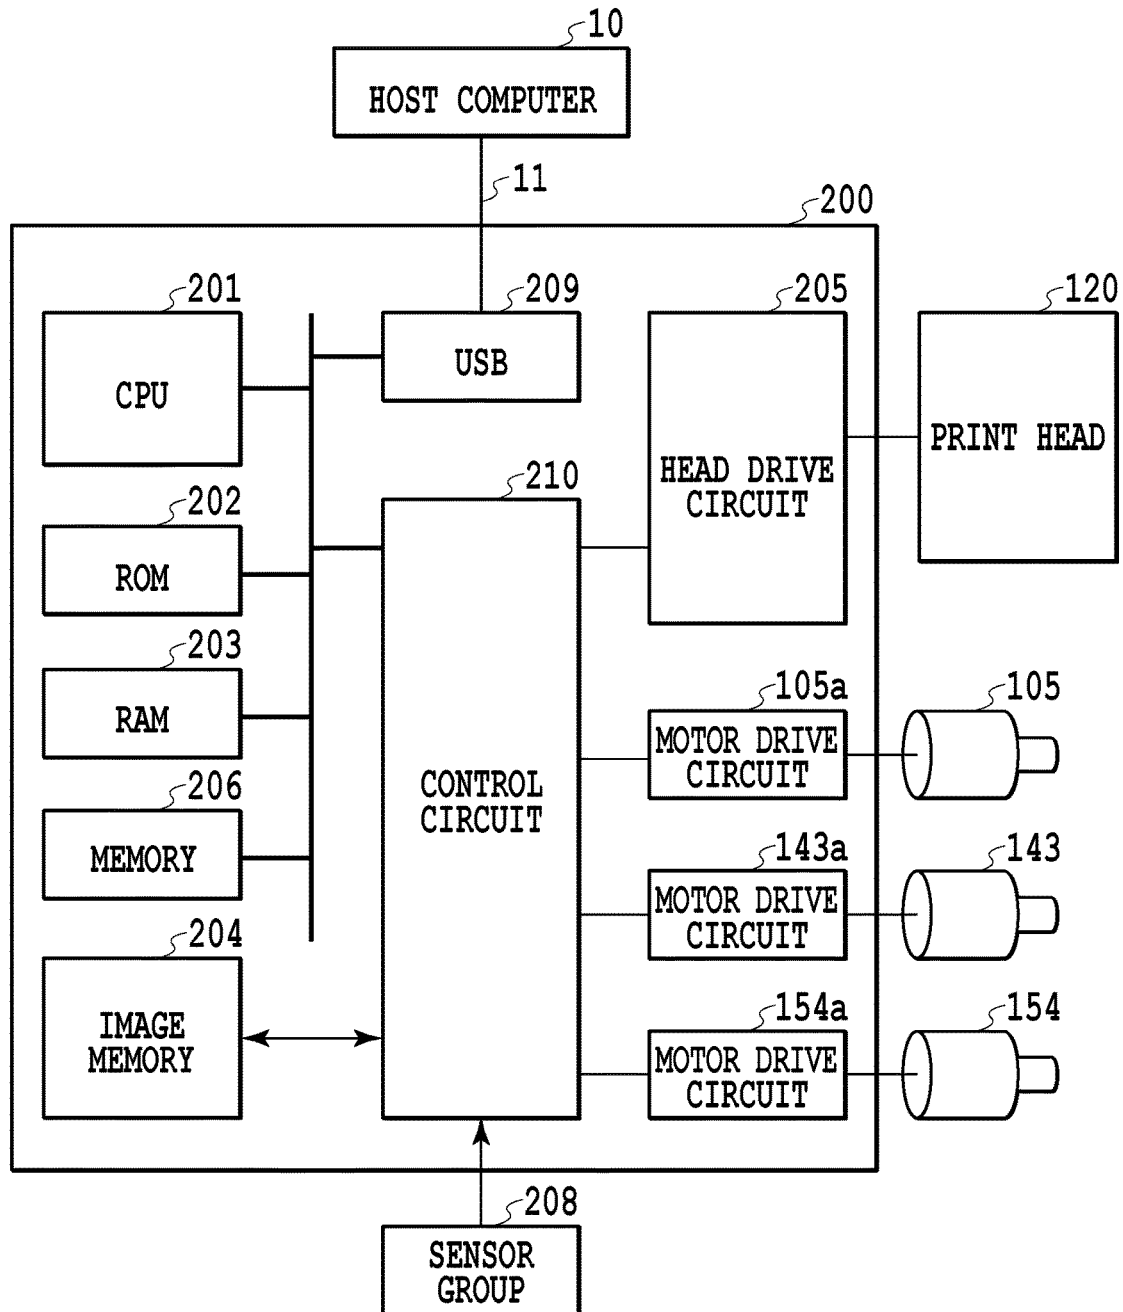 10
HOST COMPUTER
11
200
201
CPU
209
USB
205
HEAD DRIVE
CIRCUIT
120
PRINT HEAD
202
ROM
210
CONTROL
CIRCUIT
203
RAM
105a
MOTOR DRIVE
CIRCUIT
105
206
MEMORY
143a
MOTOR DRIVE
CIRCUIT
143
204
IMAGE
MEMORY
154a
MOTOR DRIVE
CIRCUIT
154
208
SENSOR
GROUP